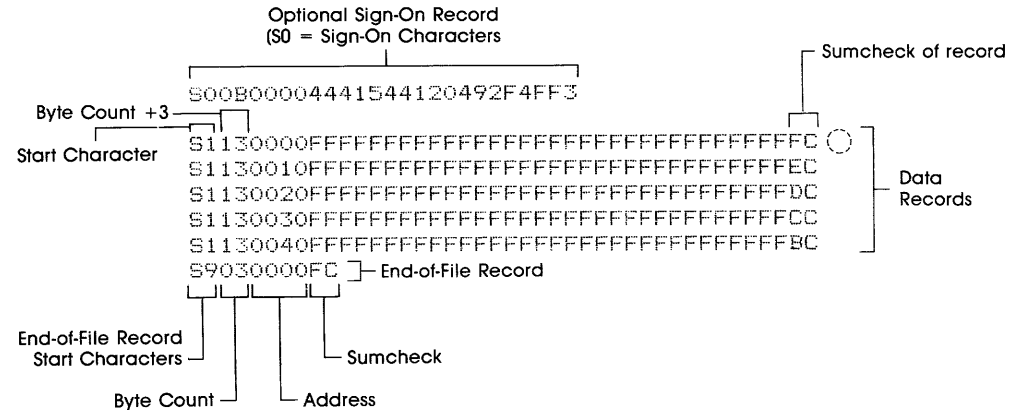 Optional Sign-On Record
(S0 = Sign-On Characters
Sumcheck of record
S00B00004441544120492F4FF3
Byte Count +3
Start Character
S1130000FFFFFFFFFFFFFFFFFFFFFFFFFFFFFFFFFC
S1130010FFFFFFFFFFFFFFFFFFFFFFFFFFFFFFFFEC
S1130020FFFFFFFFFFFFFFFFFFFFFFFFFFFFFFFFDC
S1130030FFFFFFFFFFFFFFFFFFFFFFFFFFFFFFFFCC
S1130040FFFFFFFFFFFFFFFFFFFFFFFFFFFFFFFFBC
Data
Records
S9030000FC
End-of-File Record
End-of-File Record
Start Characters
Sumcheck
Byte Count
Address